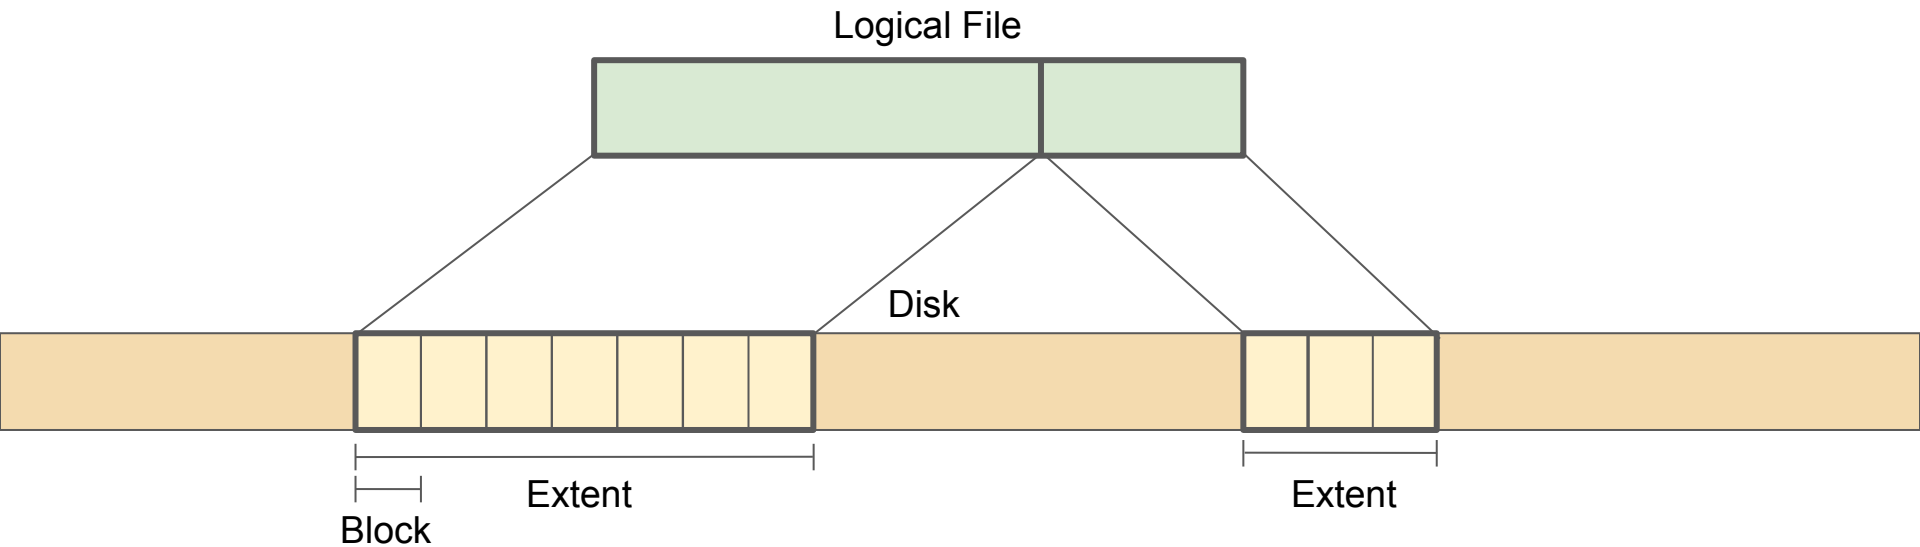 Logical File
Disk
Extent
Extent
Block